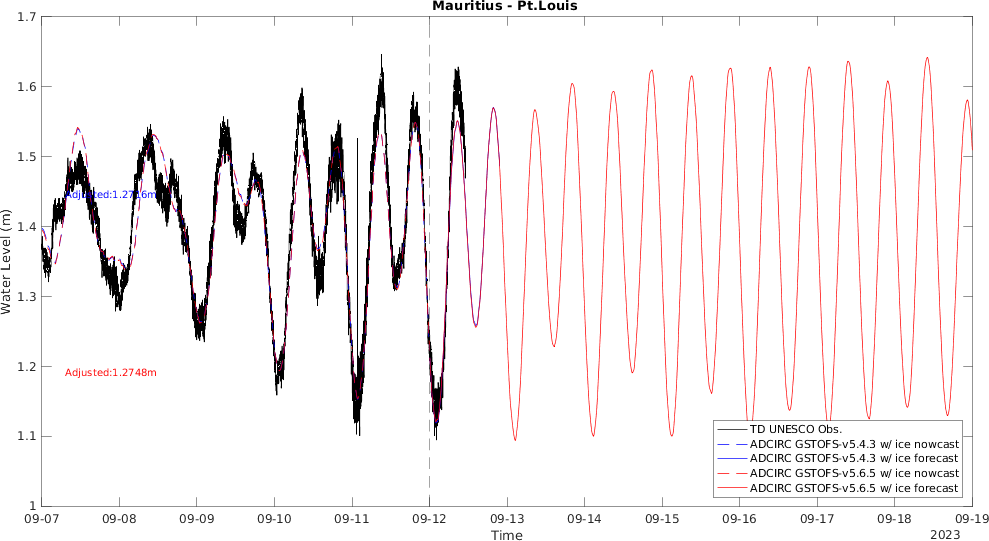 Mauritius - Pt.Louis
1.7
1.6
1.5
1.4
1.3
1.2
1.1
1
Water Level (m)
Adjusted:1.2716m
Adjusted:1.2748m
TD UNESCO Obs.
ADCIRC GSTOFS-v5.4.3 w/ ice nowcast
ADCIRC GSTOFS-v5.4.3 w/ ice forecast
ADCIRC GSTOFS-v5.6.5 w/ ice nowcast
ADCIRC GSTOFS-v5.6.5 w/ ice forecast
09-07 09-08 09-09 09-10 09-11 09-12 09-13 09-14 09-15 09-16 09-17 09-18 09-19
Time
2023